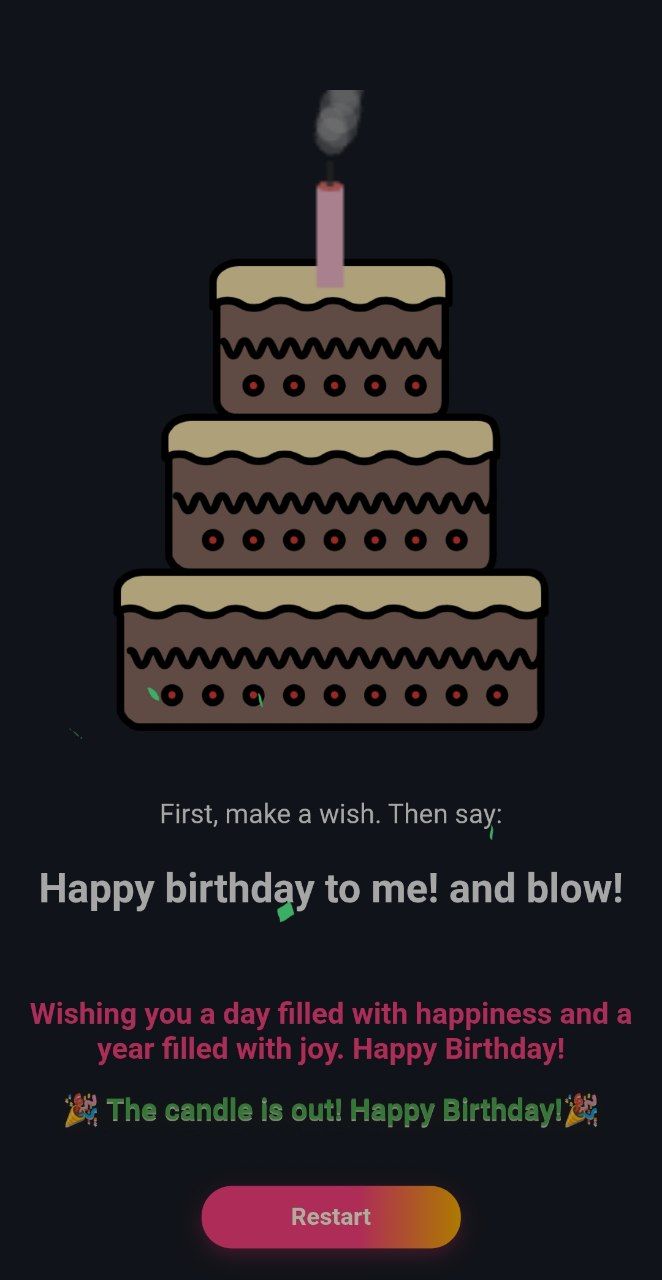 First, make a wish. Then say:
Happy birthday to me! and blow!
Wishing you a day filled with happiness and a
year filled with joy. Happy Birthday!
🎉 The candle is out! Happy Birthday!🎉
Restart